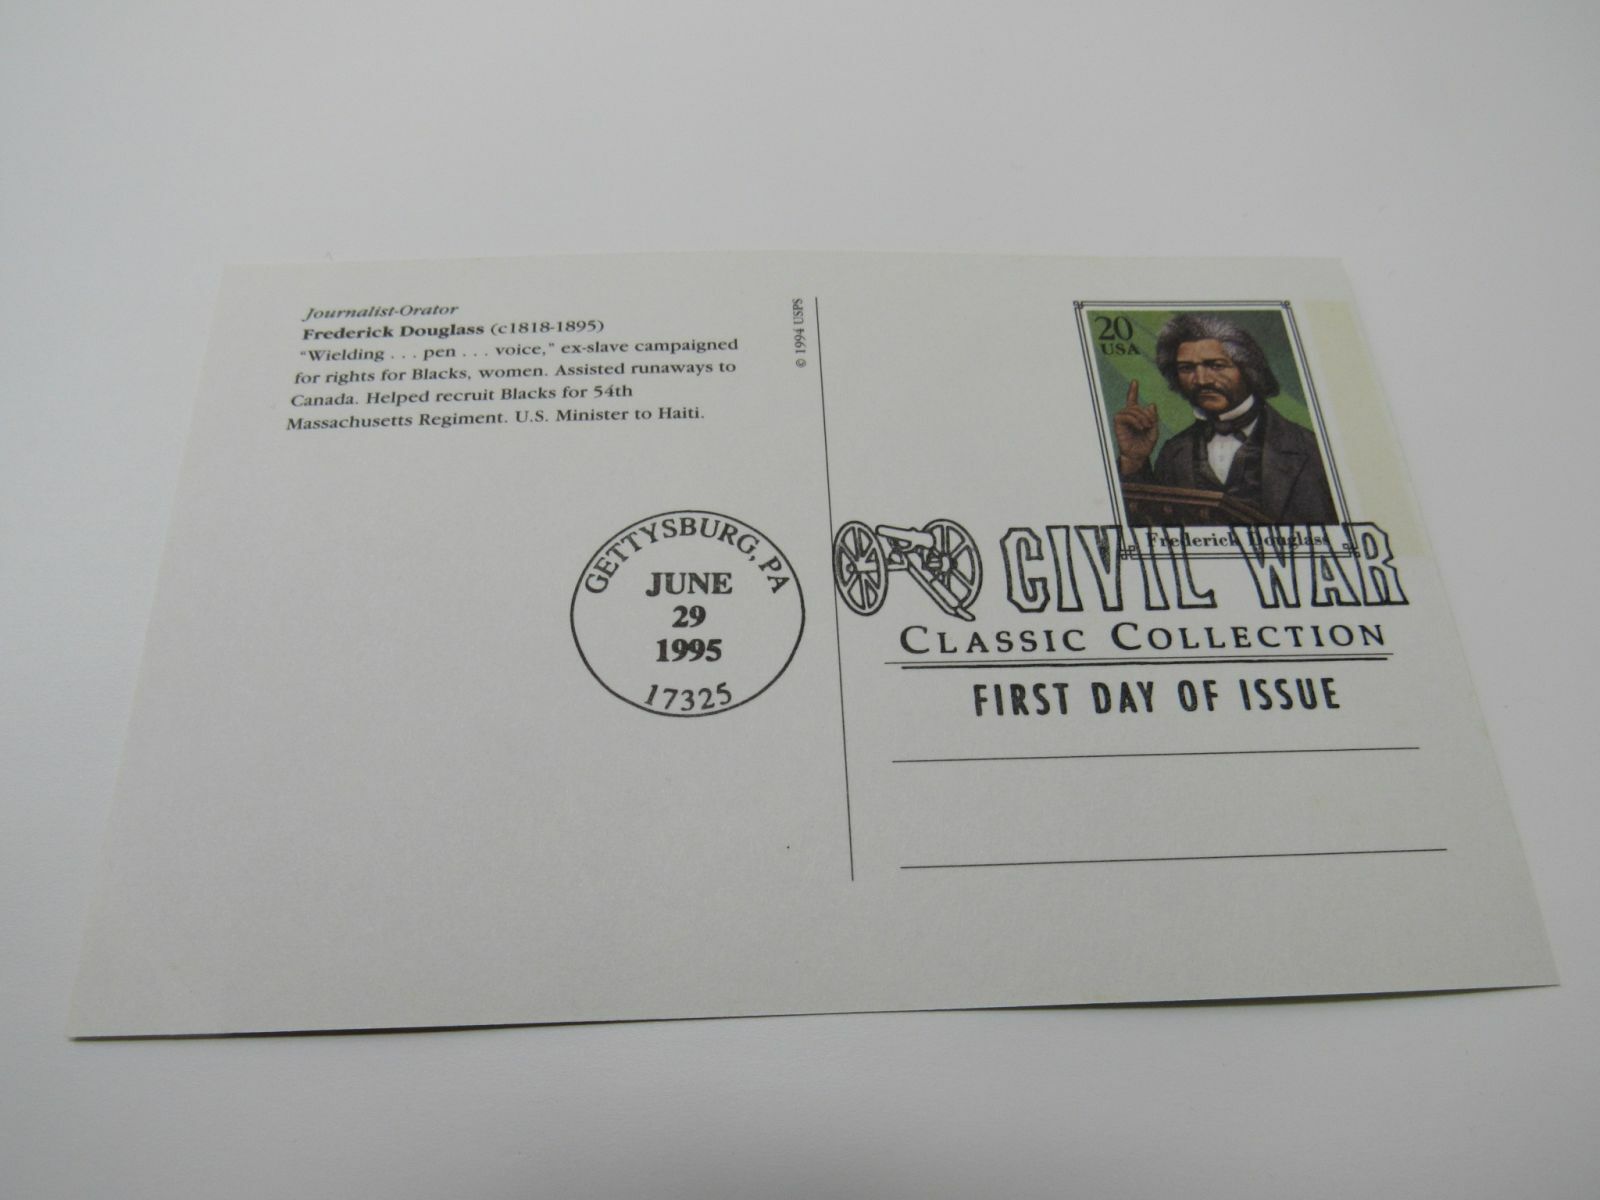 Journalist-Orator
Frederick Douglass (c1818-1895)
"Wielding . . . pen . . . voice," ex-slave campaigned
for rights for Blacks, women. Assisted runaways to
Canada. Helped recruit Blacks for 54th
Massachusetts Regiment. U.S. Minister to Haiti.
© 1994 USPS
20
USA
Frederick Douglass
GETTYSBURG, PA
JUNE
29
1995
17325
CIVIL WAR
CLASSIC COLLECTION
FIRST DAY OF ISSUE